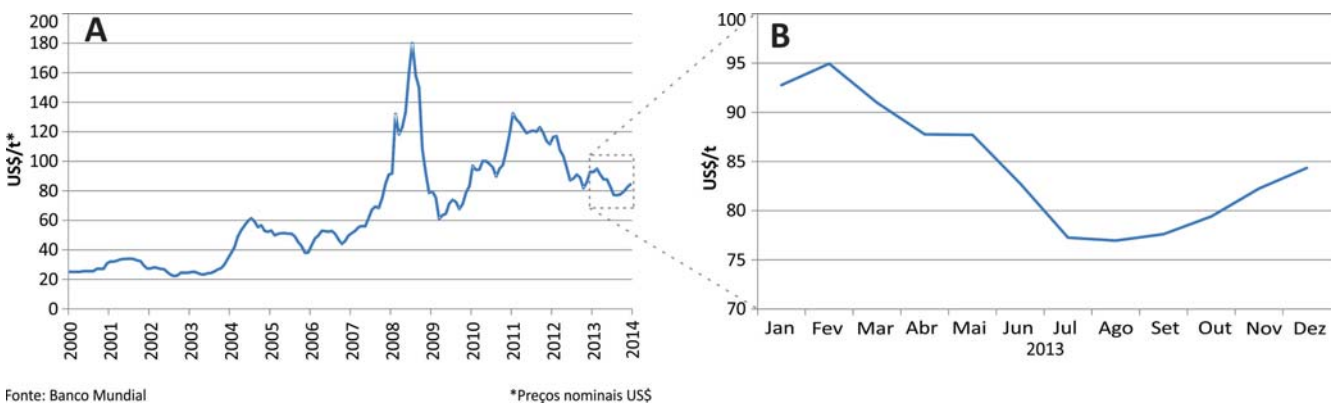 A
US$/t*
200
180
160
140
120
100
80
60
40
20
0
2000 2001 2002 2003 2004 2005 2006 2007 2008 2009 2010 2011 2012 2013 2014
Fonte: Banco Mundial
*Preços nominais US$
B
US$/t
100
95
90
85
80
75
70
Jan Fev Mar Abr Mai Jun Jul Ago Set Out Nov Dez
2013